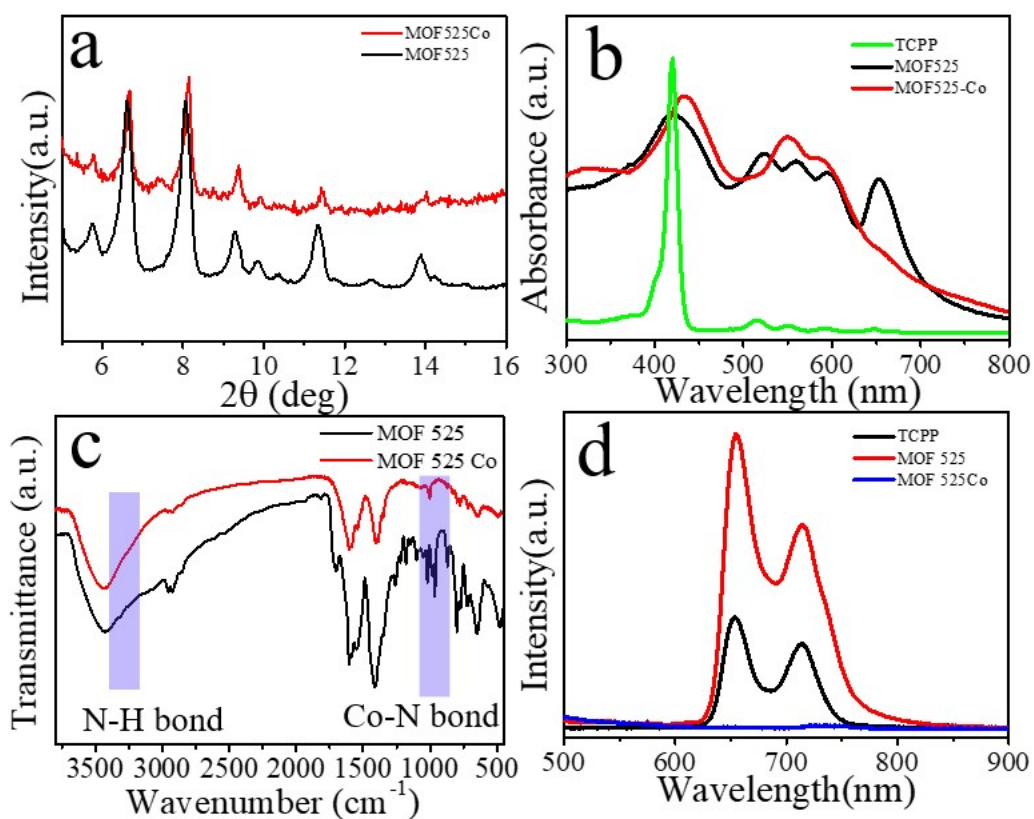 a
MOF525Co
MOF525
Intensity(a.u.)
6 8 10 12 14 16
2θ (deg)
b
TCPP
MOF525
MOF525-Co
Absorbance (a.u.)
300 400 500 600 700 800
Wavelength (nm)
c
MOF 525
MOF 525 Co
Transmittance (a.u.)
N-H bond
Co-N bond
3500 3000 2500 2000 1500 1000 500
Wavenumber (cm⁻¹)
d
TCPP
MOF 525
MOF 525Co
Intensity(a.u.)
500 600 700 800 900
Wavelength(nm)